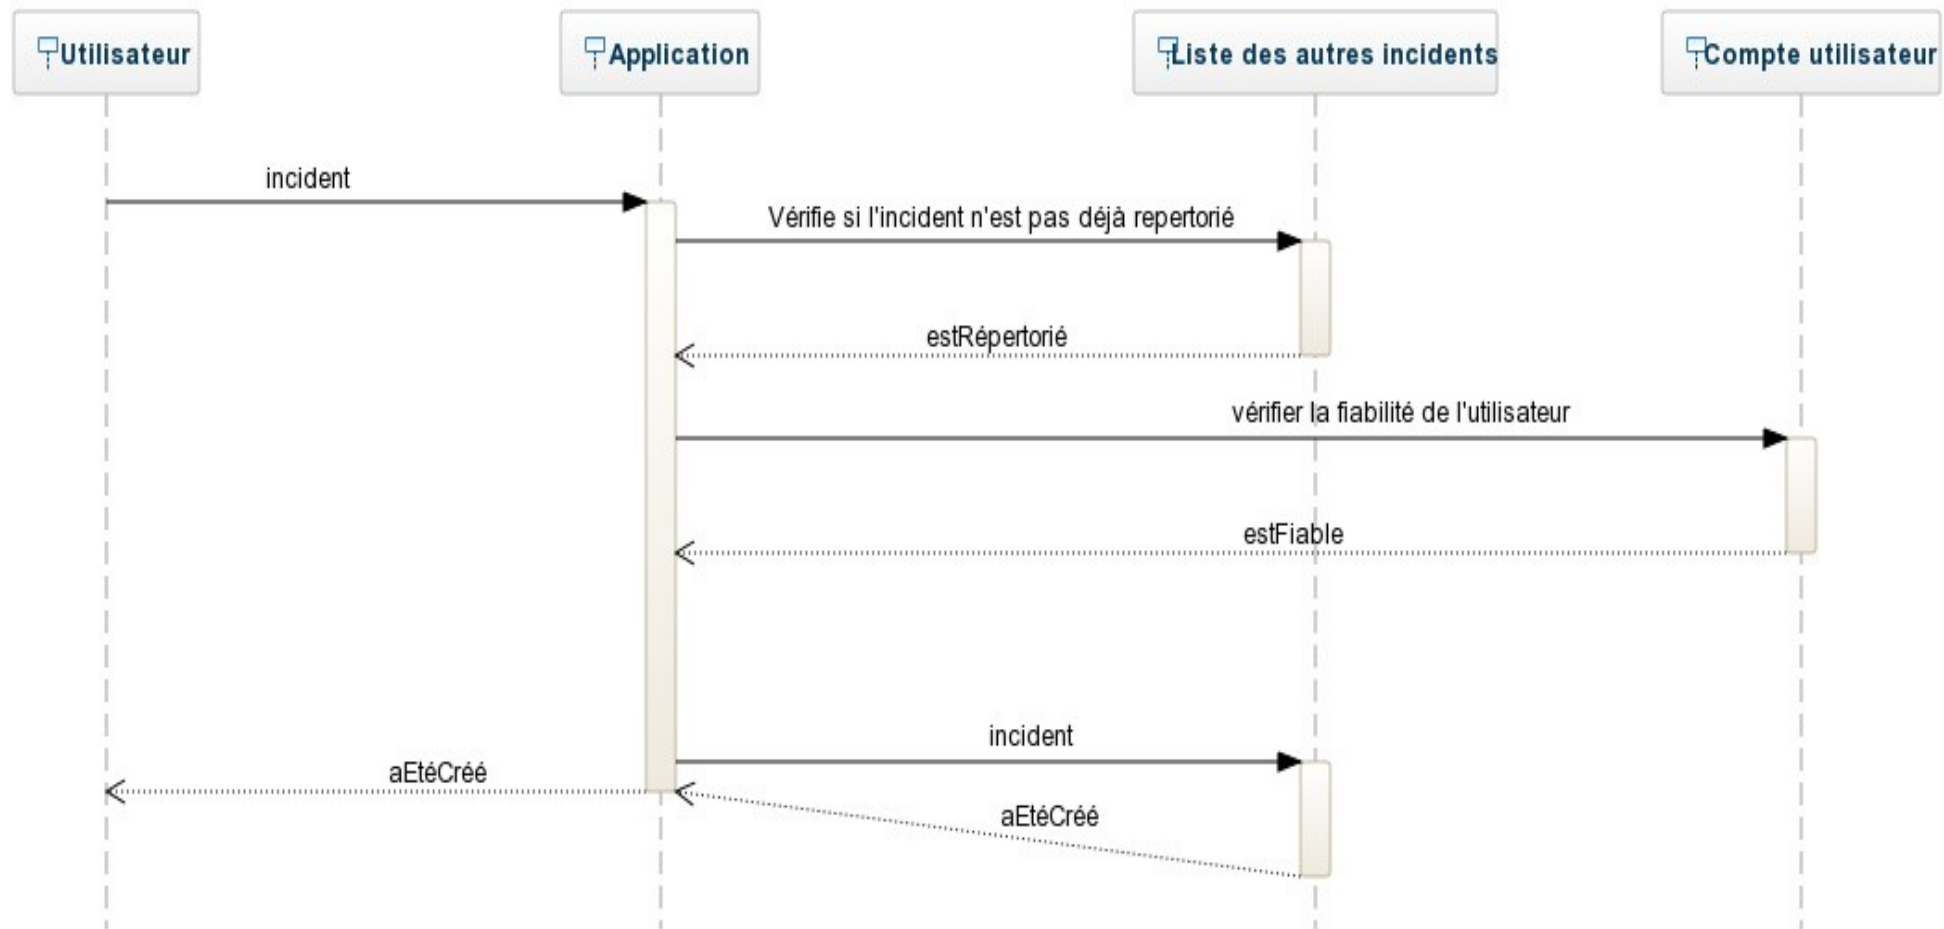 Utilisateur
Application
Liste des autres incidents
Compte utilisateur
incident
Vérifie si l'incident n'est pas déjà repertorié
estRépertorié
vérifier la fiabilité de l'utilisateur
estFiable
incident
aEtéCréé
aEtéCréé